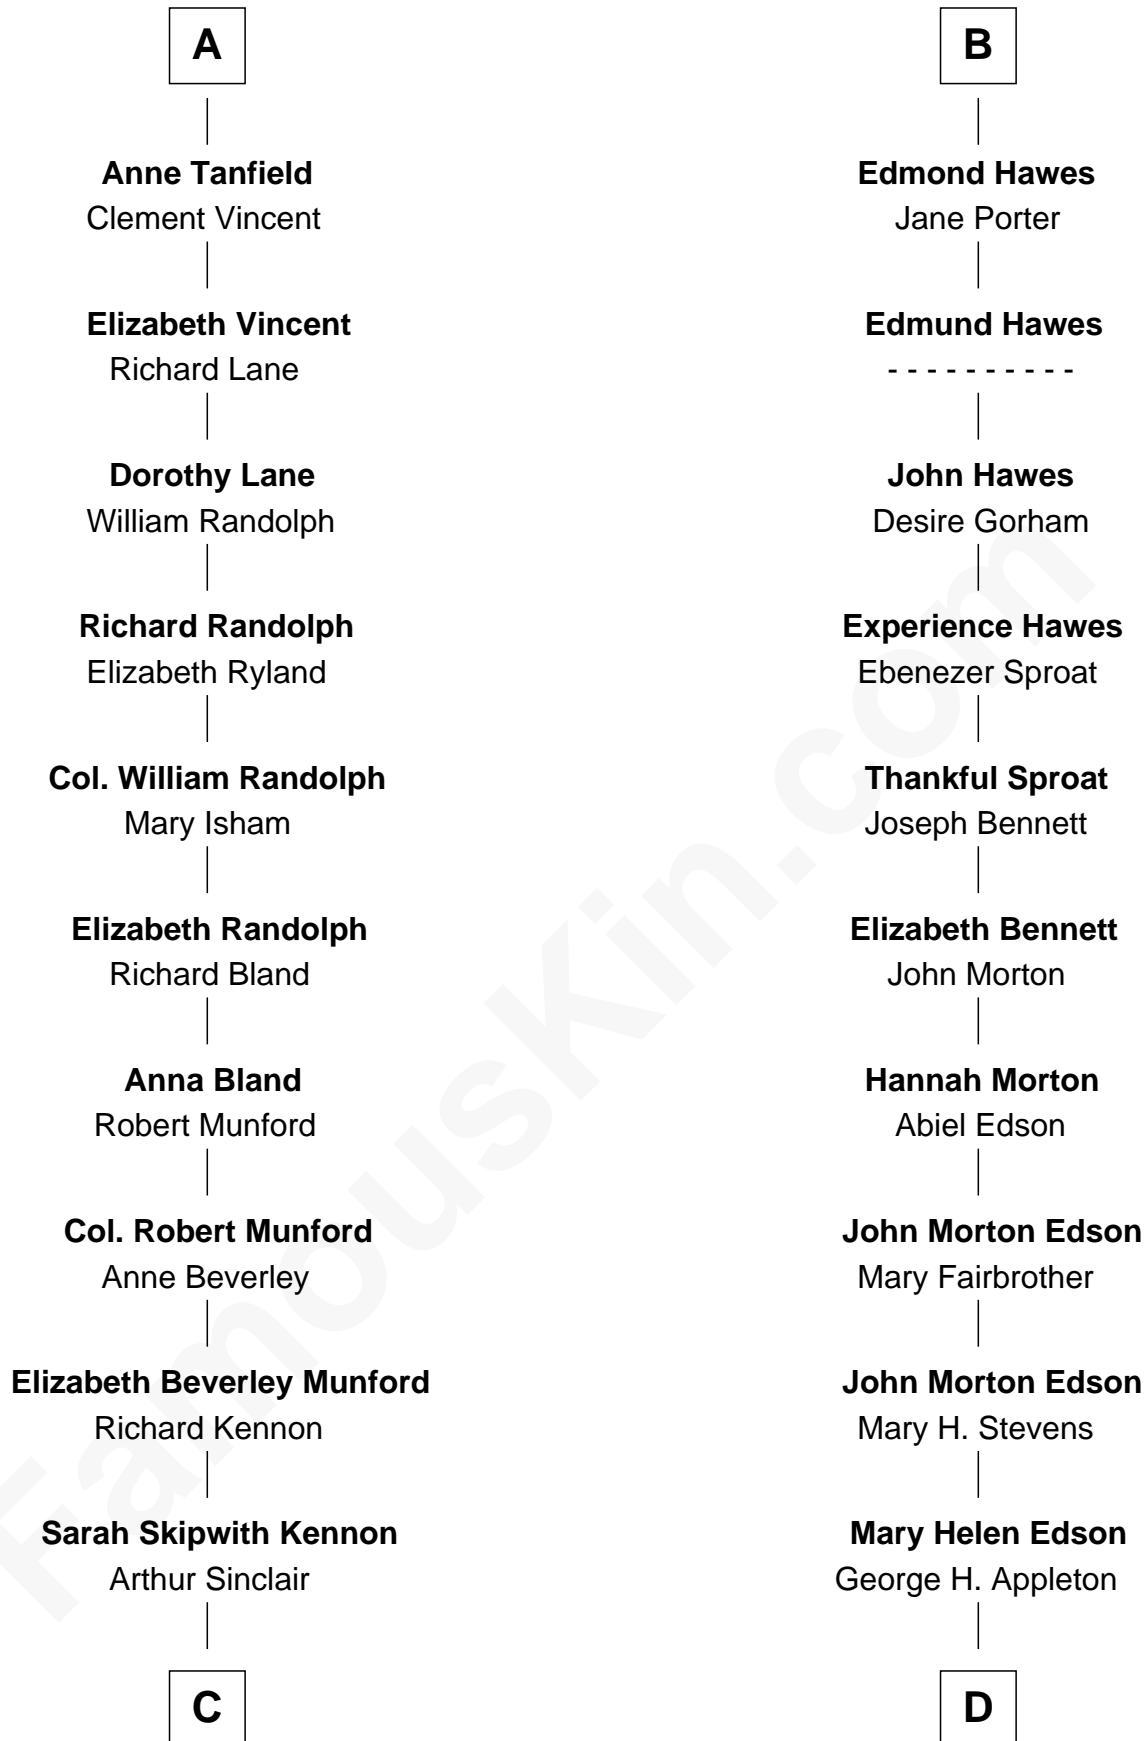 A
Anne Tanfield
Clement Vincent
Elizabeth Vincent
Richard Lane
Dorothy Lane
William Randolph
Richard Randolph
Elizabeth Ryland
Col. William Randolph
Mary Isham
Elizabeth Randolph
Richard Bland
Anna Bland
Robert Munford
Col. Robert Munford
Anne Beverley
Elizabeth Beverley Munford
Richard Kennon
Sarah Skipwith Kennon
Arthur Sinclair
C
B
Edmond Hawes
Jane Porter
Edmund Hawes
- - - - - - - - - -
John Hawes
Desire Gorham
Experience Hawes
Ebenezer Sproat
Thankful Sproat
Joseph Bennett
Elizabeth Bennett
John Morton
Hannah Morton
Abiel Edson
John Morton Edson
Mary Fairbrother
John Morton Edson
Mary H. Stevens
Mary Helen Edson
George H. Appleton
D
FamousKin.com